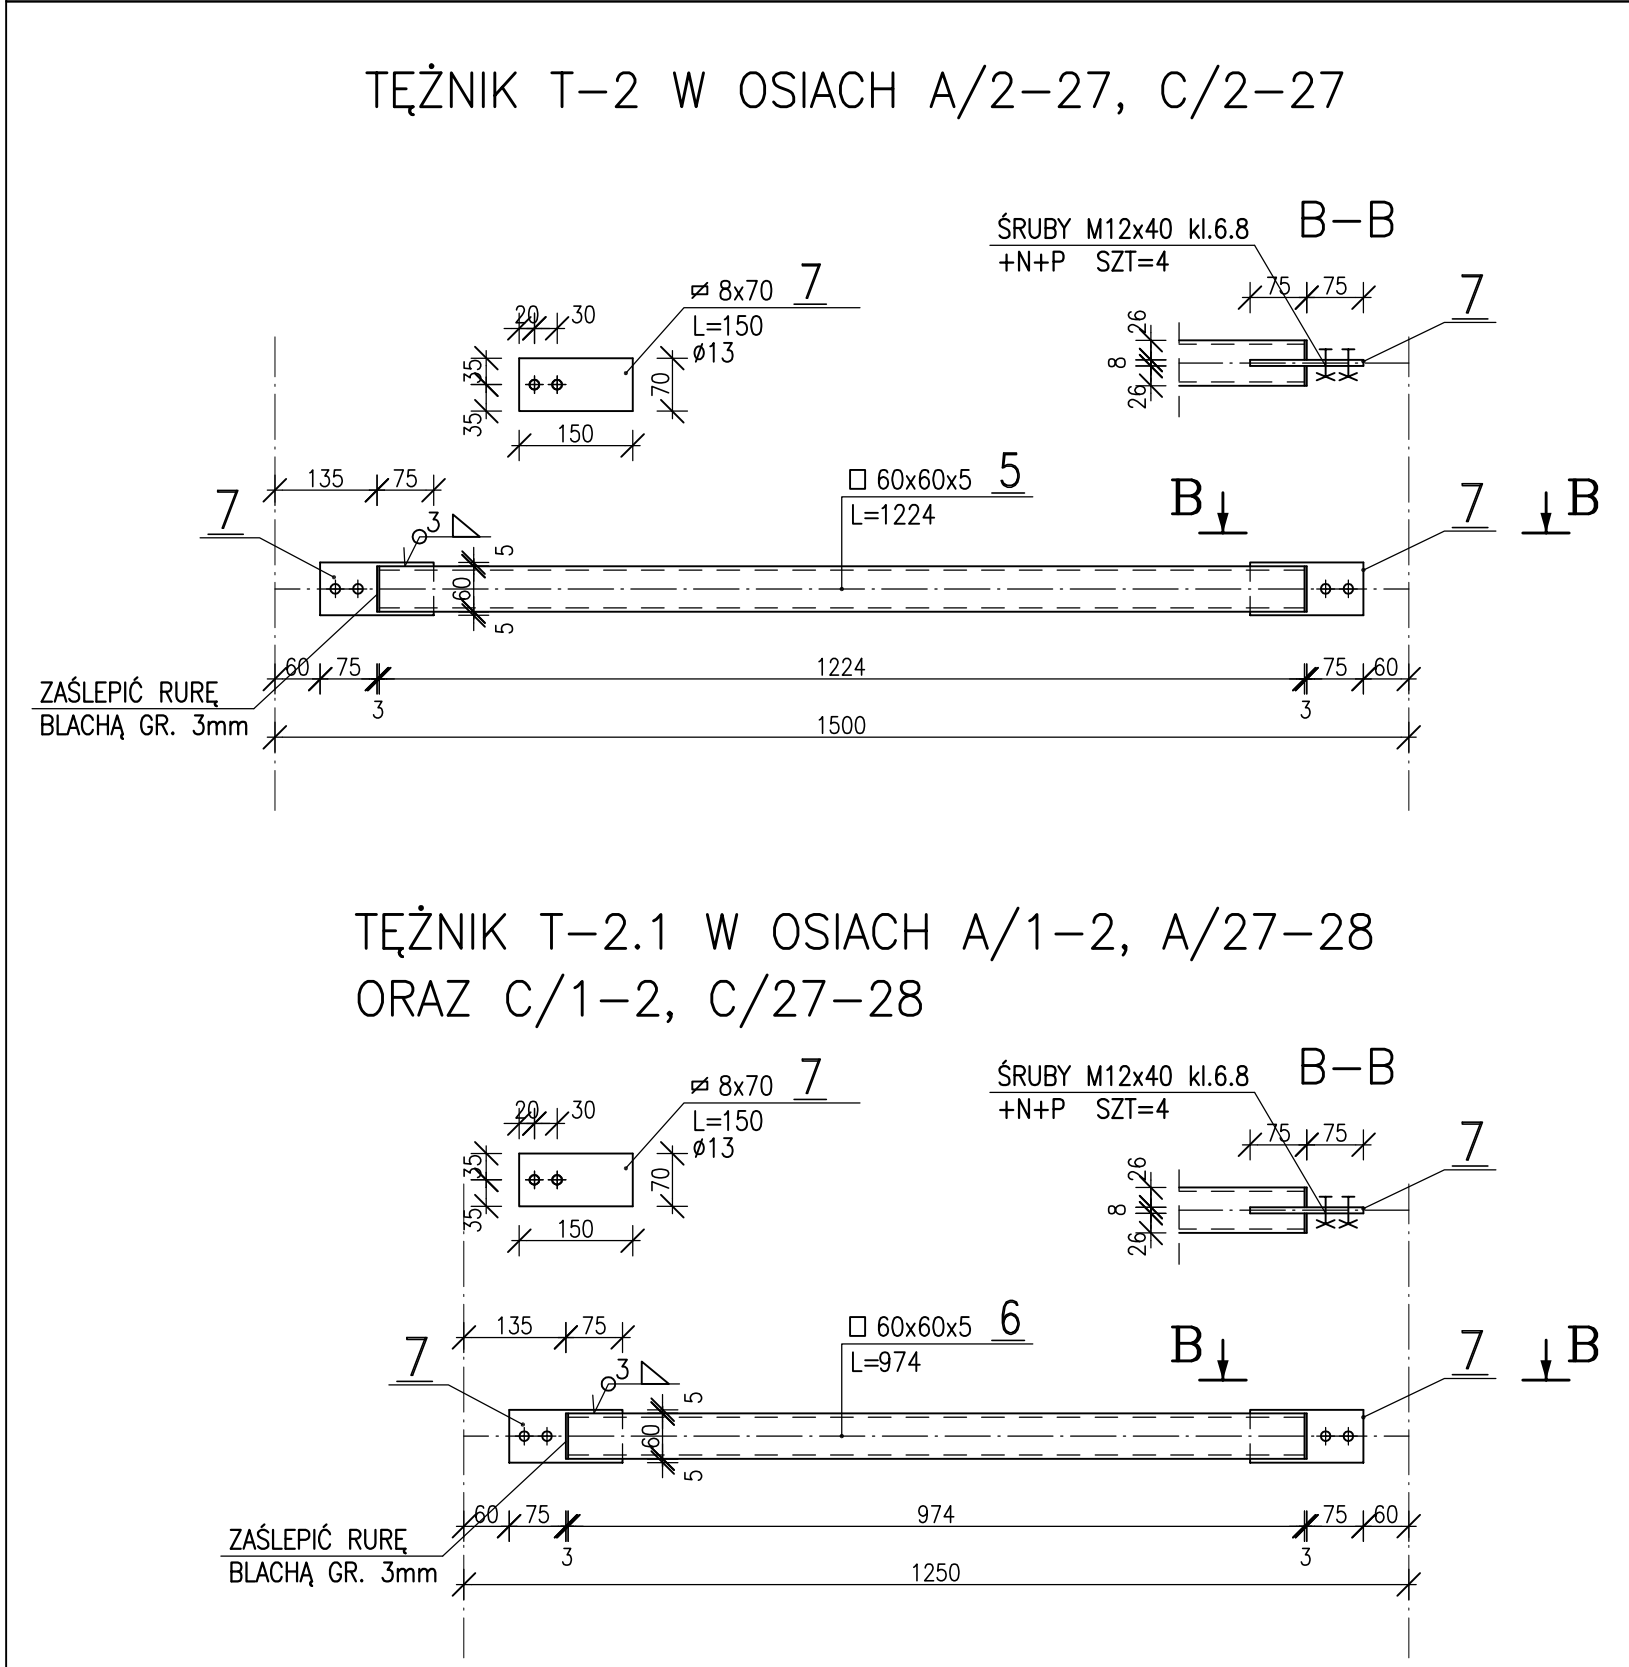 TĘŻNIK T-2 W OSIACH A/2-27, C/2-27
ŚRUBY M12x40 kl.6.8
+N+P SZT=4
B-B
75 75
7
26
8
26
8x70 7
L=150
ø13
20 30
35
35
70
150
135 75
7
3
60x60x5 5
L=1224
B
7
B
5
60
5
ZAŚLEPIĆ RURĘ
BLACHĄ GR. 3mm
60 75 1224 75 60
3 3
1500
TĘŻNIK T-2.1 W OSIACH A/1-2, A/27-28
ORAZ C/1-2, C/27-28
ŚRUBY M12x40 kl.6.8
+N+P SZT=4
B-B
75 75
7
26
8
26
8x70 7
L=150
ø13
20 30
35
35
70
150
135 75
7
3
60x60x5 6
L=974
B
7
B
5
60
5
ZAŚLEPIĆ RURĘ
BLACHĄ GR. 3mm
60 75 974 75 60
3 3
1250